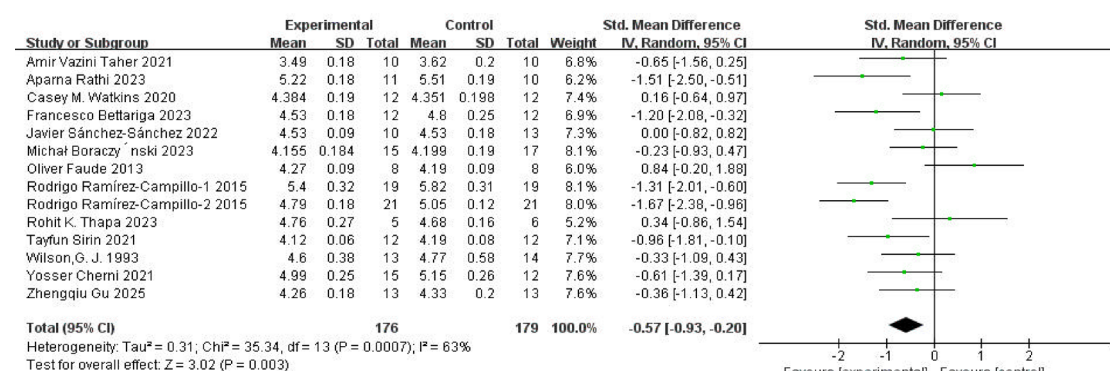 Experimental Control Std. Mean Difference Std. Mean Difference
Study or Subgroup Mean SD Total Mean SD Total Weight IV, Random, 95% CI IV, Random, 95% CI
Amir Vazini Taher 2021 3.49 0.18 10 3.62 0.2 10 6.8% -0.65 [-1.56, 0.25]
Aparna Rathi 2023 5.22 0.18 11 5.51 0.19 10 6.2% -1.51 [-2.50, -0.51]
Casey M. Watkins 2020 4.384 0.19 12 4.351 0.198 12 7.4% 0.16 [-0.64, 0.97]
Francesco Bettariga 2023 4.53 0.18 12 4.8 0.25 12 6.9% -1.20 [-2.08, -0.32]
Javier Sánchez-Sánchez 2022 4.53 0.09 10 4.53 0.18 13 7.3% 0.00 [-0.82, 0.82]
Michał Boraczy ´nski 2023 4.155 0.184 15 4.199 0.19 17 8.2% -0.23 [-0.93, 0.47]
Oliver Faude 2013 4.27 0.09 8 4.19 0.09 8 6.0% 0.84 [-0.20, 1.88]
Rodrigo Ramírez-Campillo-1 2015 5.4 0.32 19 5.82 0.31 19 8.1% -1.31 [-2.01, -0.60]
Rodrigo Ramírez-Campillo-2 2015 4.79 0.18 21 5.05 0.12 21 8.1% -1.67 [-2.38, -0.96]
Rohit K. Thapa 2023 4.76 0.27 5 4.68 0.16 6 5.2% 0.34 [-0.86, 1.54]
Tayfun Sirin 2021 4.12 0.06 12 4.19 0.08 12 7.1% -0.96 [-1.81, -0.10]
Wilson,G. J. 1993 4.6 0.38 13 4.77 0.58 14 7.8% -0.33 [-1.09, 0.43]
Yosser Cherni 2021 4.99 0.25 15 5.15 0.26 12 7.6% -0.61 [-1.39, 0.17]
Zhengqiu Gu 2025 4.26 0.18 13 4.33 0.2 13 7.6% -0.36 [-1.13, 0.42]
Total (95% CI) 176 179 100.0% -0.57 [-0.93, -0.20]
Heterogeneity: Tau² = 0.31; Chi² = 35.34, df = 13 (P = 0.0007); I² = 63%
Test for overall effect: Z = 3.02 (P = 0.003)
-2 -1 0 1 2
Favours [experimental] Favours [control]